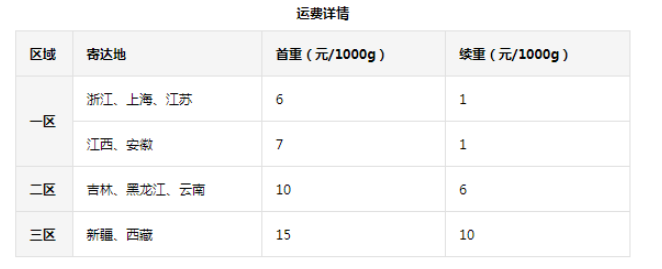 运费详情
区域 寄达地 首重（元/1000g） 续重（元/1000g）
一区 浙江、上海、江苏 6 1
江西、安徽 7 1
二区 吉林、黑龙江、云南 10 6
三区 新疆、西藏 15 10